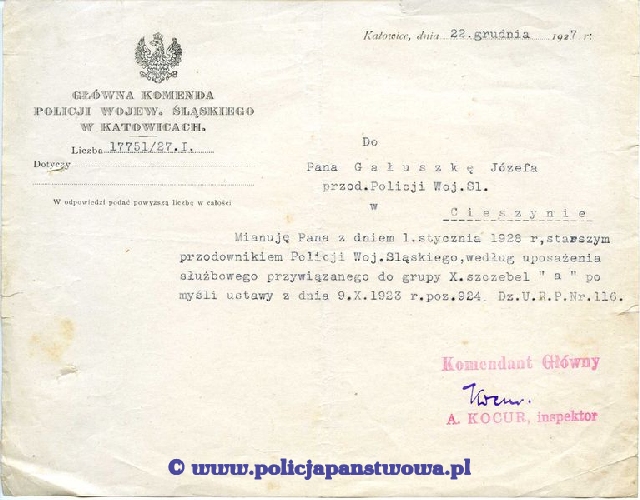 Katowice, dnia 22.grudnia 1927 r.
GŁÓWNA KOMENDA
POLICJI WOJEW. ŚLĄSKIEGO
W KATOWICACH.
Liczba 17751/27.I.
Dotyczy
W odpowiedzi podać powyższą liczbę w całości
Do
Pana Gałuszkę Józefa
przod.Policji Woj.Sl.
w
Cieszynie
Mianuję Pana z dniem 1.stycznia 1928 r,starszym
przodownikiem Policji Woj.Śląskiego,według uposażenia
służbowego przywiązanego do grupy X.szczebel "a" po
myśli ustawy z dnia 9.X.1923 r.poz.924. Dz.U.R.P.Nr.116.
Komendant Główny
Kocur.
A. KOCUR, inspektor
© www.policjapanstwowa.pl